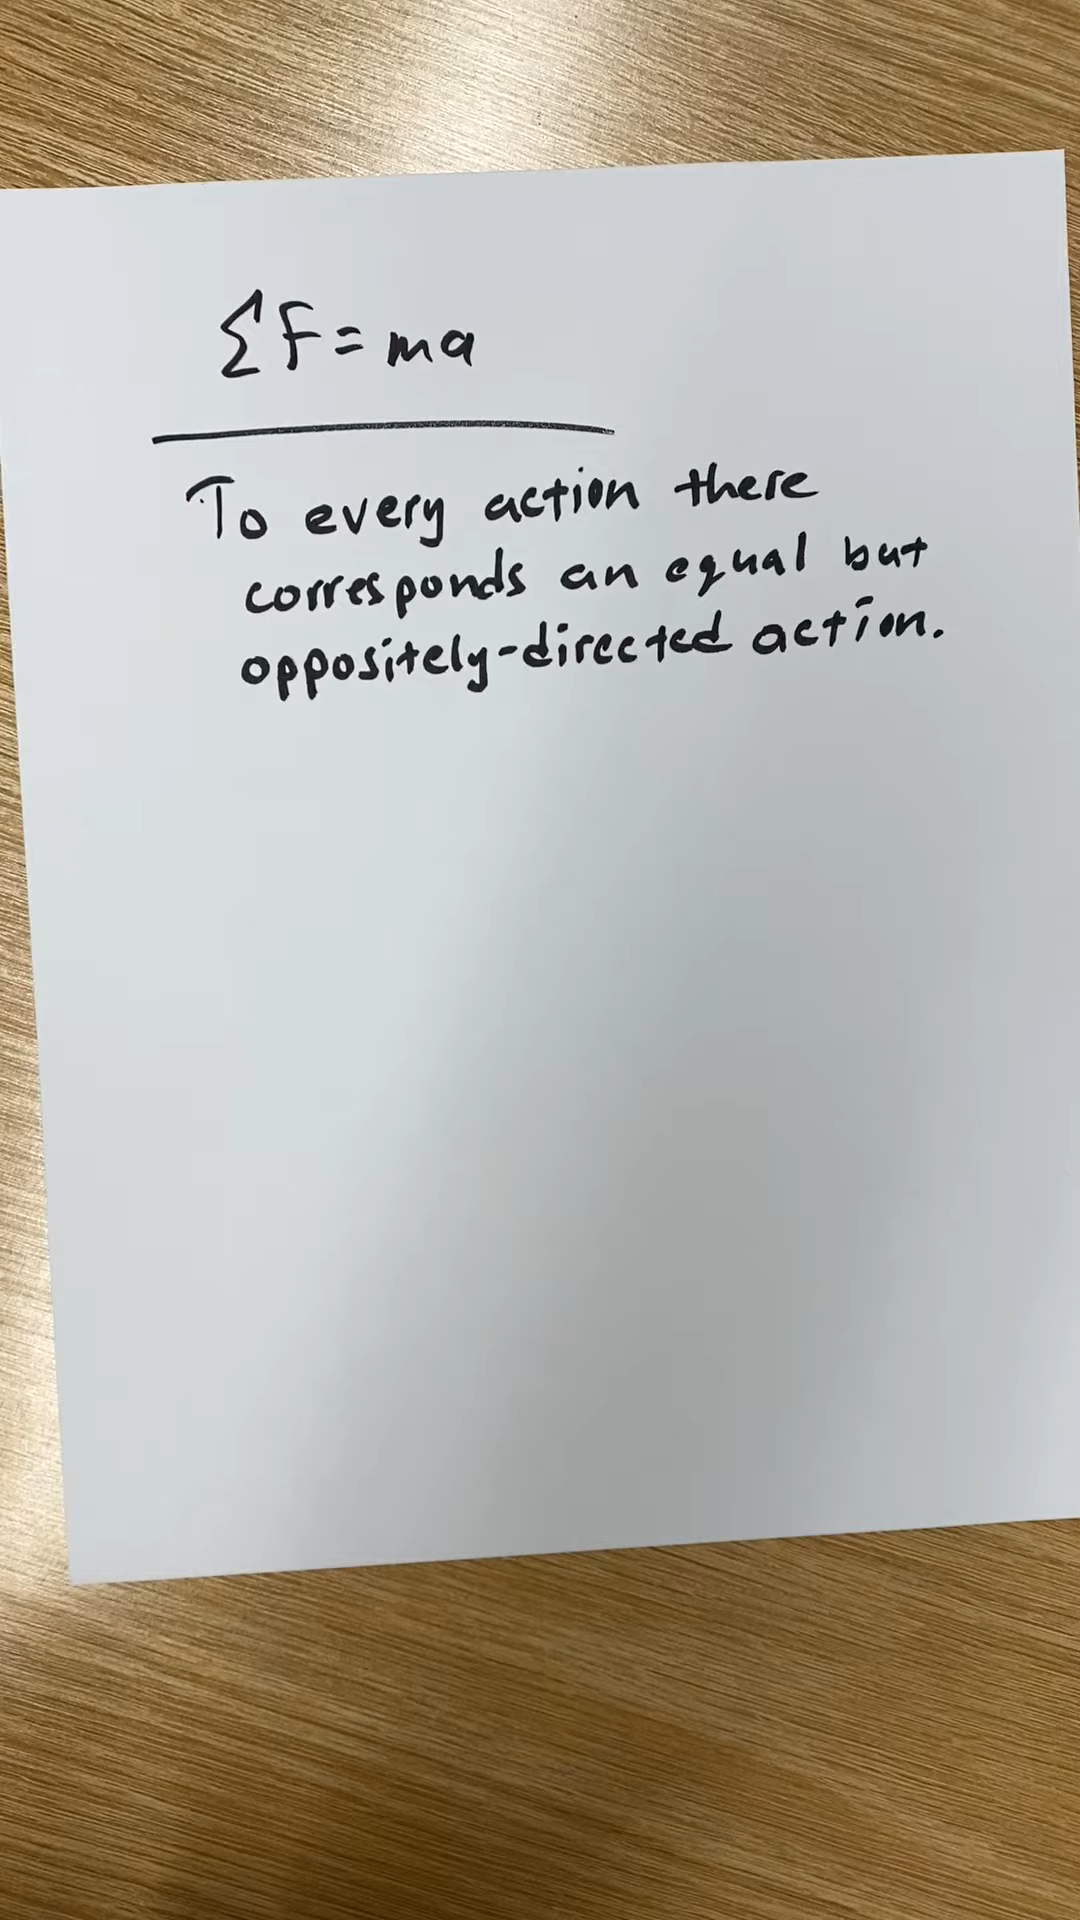 ΣF = ma
To every action there
corresponds an equal but
oppositely-directed action.